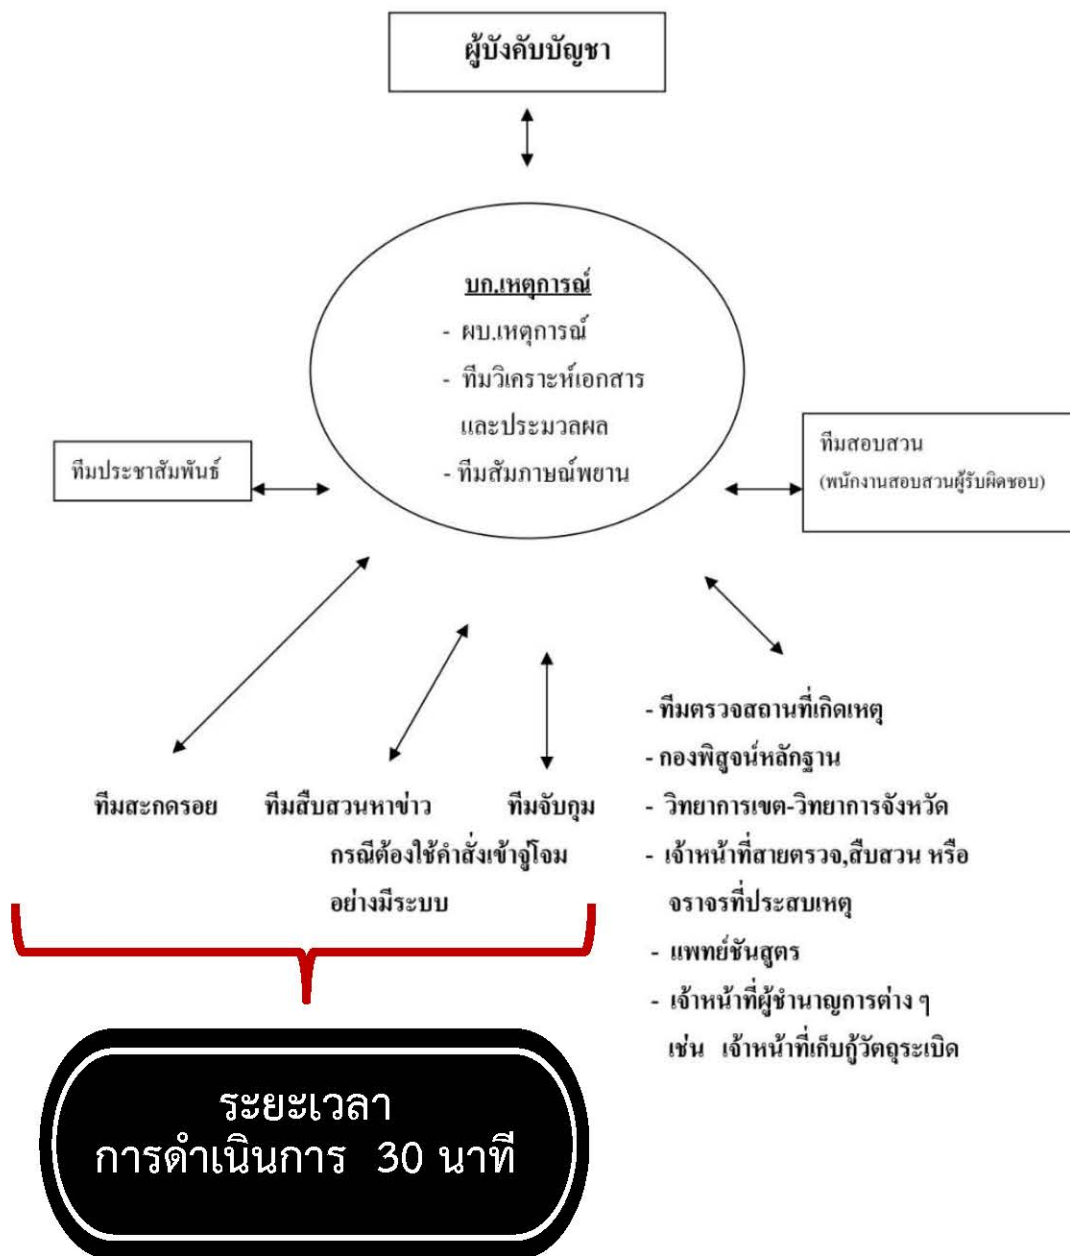 ผู้บังคับบัญชา
บก.เหตุการณ์
- ผบ.เหตุการณ์
- ทีมวิเคราะห์เอกสาร
และประมวลผล
- ทีมสัมภาษณ์พยาน
ทีมประชาสัมพันธ์
ทีมสอบสวน
(พนักงานสอบสวนผู้รับผิดชอบ)
ทีมสะกดรอย
ทีมสืบสวนหาข่าว
ทีมจับกุม
กรณีต้องใช้คำสั่งเข้าจู่โจม
อย่างมีระบบ
- ทีมตรวจสถานที่เกิดเหตุ
- กองพิสูจน์หลักฐาน
- วิทยาการเขต-วิทยาการจังหวัด
- เจ้าหน้าที่สายตรวจ,สืบสวน หรือ
จราจรที่ประสบเหตุ
- แพทย์ชันสูตร
- เจ้าหน้าที่ผู้ชำนาญการต่าง ๆ
เช่น เจ้าหน้าที่เก็บกู้วัตถุระเบิด
ระยะเวลา
การดำเนินการ 30 นาที